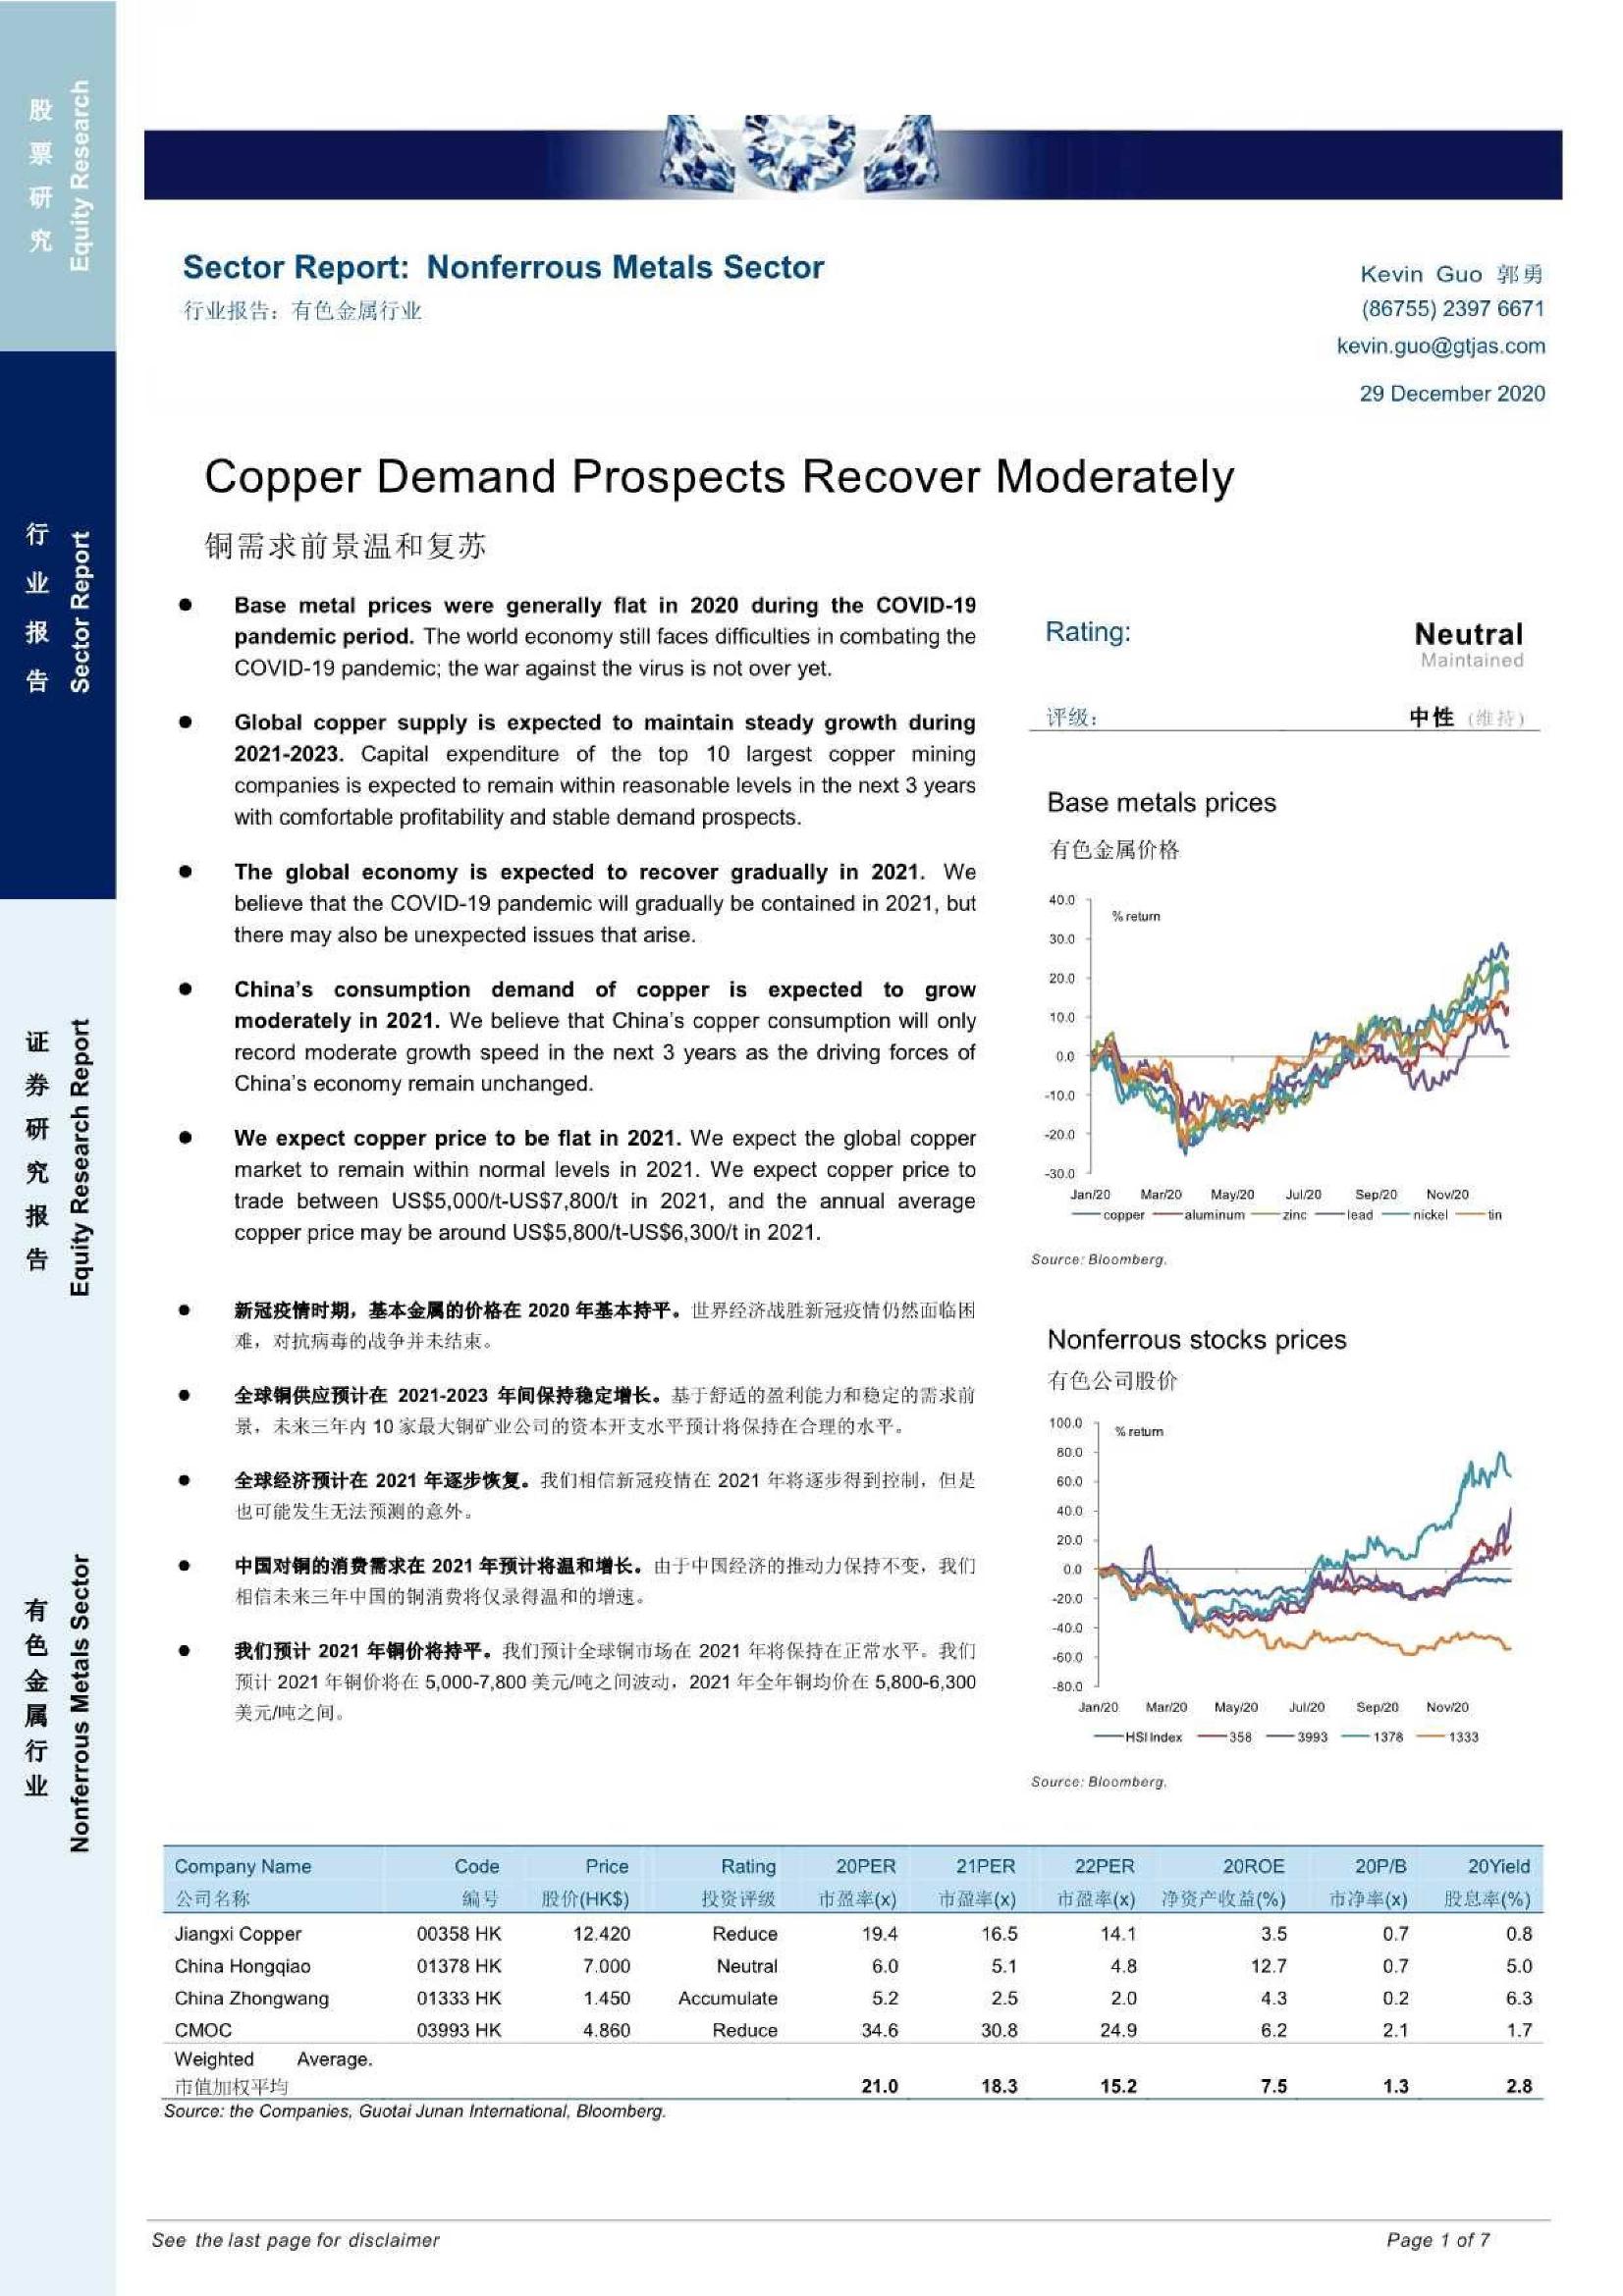 股票研究
Equity Research
行业报告
Sector Report
证券研究报告
Equity Research Report
有色金属行业
Nonferrous Metals Sector
Sector Report: Nonferrous Metals Sector
行业报告：有色金属行业
Kevin Guo 郭勇
(86755) 2397 6671
kevin.guo@gtjas.com
29 December 2020
Copper Demand Prospects Recover Moderately
铜需求前景温和复苏
● Base metal prices were generally flat in 2020 during the COVID-19
pandemic period. The world economy still faces difficulties in combating the
COVID-19 pandemic; the war against the virus is not over yet.
● Global copper supply is expected to maintain steady growth during
2021-2023. Capital expenditure of the top 10 largest copper mining
companies is expected to remain within reasonable levels in the next 3 years
with comfortable profitability and stable demand prospects.
● The global economy is expected to recover gradually in 2021. We
believe that the COVID-19 pandemic will gradually be contained in 2021, but
there may also be unexpected issues that arise.
● China's consumption demand of copper is expected to grow
moderately in 2021. We believe that China's copper consumption will only
record moderate growth speed in the next 3 years as the driving forces of
China's economy remain unchanged.
● We expect copper price to be flat in 2021. We expect the global copper
market to remain within normal levels in 2021. We expect copper price to
trade between US$5,000/t-US$7,800/t in 2021, and the annual average
copper price may be around US$5,800/t-US$6,300/t in 2021.
● 新冠疫情时期，基本金属的价格在 2020 年基本持平。世界经济战胜新冠疫情仍然面临困
难，对抗病毒的战争并未结束。
● 全球铜供应预计在 2021-2023 年间保持稳定增长。基于舒适的盈利能力和稳定的需求前
景，未来三年内 10 家最大铜矿业公司的资本开支水平预计将保持在合理的水平。
● 全球经济预计在 2021 年逐步恢复。我们相信新冠疫情在 2021 年将逐步得到控制，但是
也可能发生无法预测的意外。
● 中国对铜的消费需求在 2021 年预计将温和增长。由于中国经济的推动力保持不变，我们
相信未来三年中国的铜消费将仅录得温和的增速。
● 我们预计 2021 年铜价将持平。我们预计全球铜市场在 2021 年将保持在正常水平。我们
预计 2021 年铜价将在 5,000-7,800 美元/吨之间波动，2021 年全年铜均价在 5,800-6,300
美元/吨之间。
Rating: Neutral
Maintained
评级： 中性 (维持)
Base metals prices
有色金属价格
40.0
% return
30.0
20.0
10.0
0.0
-10.0
-20.0
-30.0
Jan/20 Mar/20 May/20 Jul/20 Sep/20 Nov/20
copper aluminum zinc lead nickel tin
Source: Bloomberg.
Nonferrous stocks prices
有色公司股价
100.0
% return
80.0
60.0
40.0
20.0
0.0
-20.0
-40.0
-60.0
-80.0
Jan/20 Mar/20 May/20 Jul/20 Sep/20 Nov/20
HSI Index 358 3993 1378 1333
Source: Bloomberg.
Company Name Code Price Rating 20PER 21PER 22PER 20ROE 20P/B 20Yield
公司名称 编号 股价(HK$) 投资评级 市盈率(x) 市盈率(x) 市盈率(x) 净资产收益(%) 市净率(x) 股息率(%)
Jiangxi Copper 00358 HK 12.420 Reduce 19.4 16.5 14.1 3.5 0.7 0.8
China Hongqiao 01378 HK 7.000 Neutral 6.0 5.1 4.8 12.7 0.7 5.0
China Zhongwang 01333 HK 1.450 Accumulate 5.2 2.5 2.0 4.3 0.2 6.3
CMOC 03993 HK 4.860 Reduce 34.6 30.8 24.9 6.2 2.1 1.7
Weighted Average.
市值加权平均 21.0 18.3 15.2 7.5 1.3 2.8
Source: the Companies, Guotai Junan International, Bloomberg.
See the last page for disclaimer
Page 1 of 7